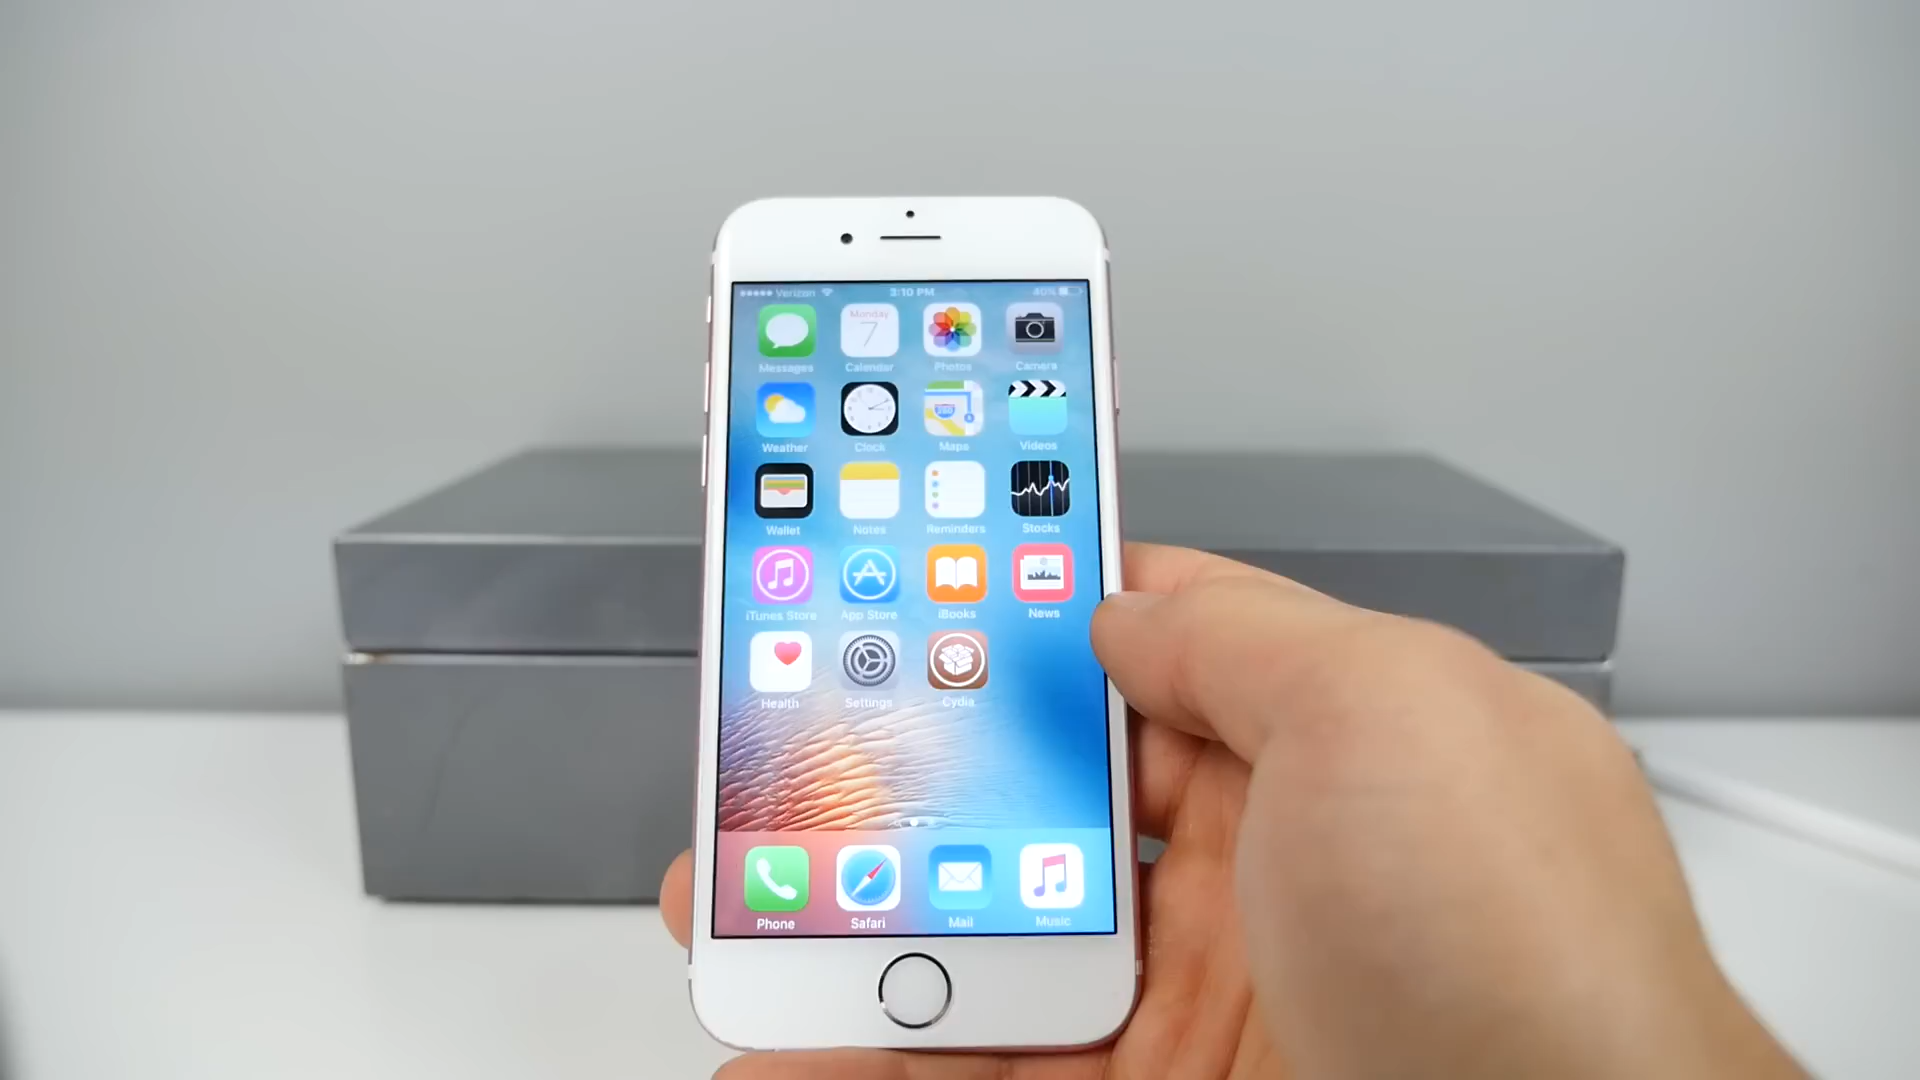 Verizon 3:10 PM 40%
Monday
7
Messages Calendar Photos Camera
280
Weather Clock Maps Videos
Wallet Notes Reminders Stocks
iTunes Store App Store iBooks News
Health Settings Cydia
Phone Safari Mail Music